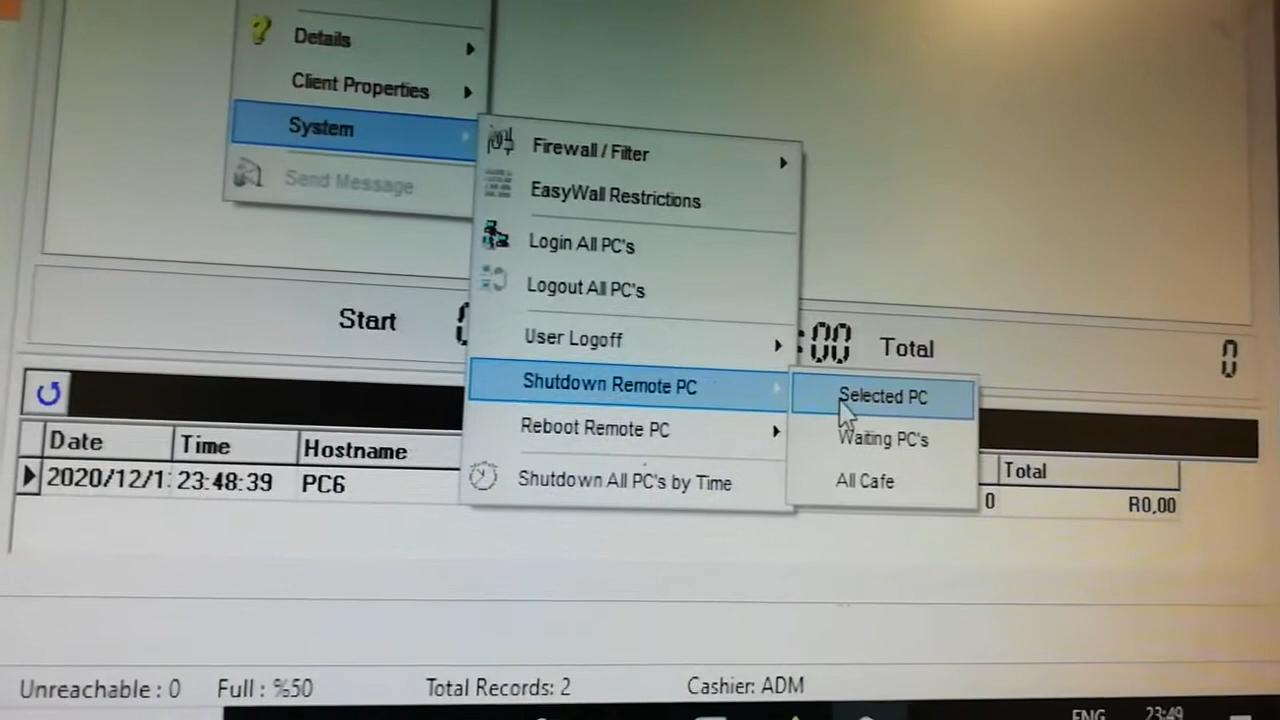 Details
Client Properties
System
Send Message
Firewall / Filter
EasyWall Restrictions
Login All PC's
Logout All PC's
User Logoff
Shutdown Remote PC
Reboot Remote PC
Shutdown All PC's by Time
Selected PC
Waiting PC's
All Cafe
Start
:00 Total 0
Date Time Hostname Total
2020/12/1 23:48:39 PC6 0 R0,00
Unreachable : 0 Full : %50 Total Records: 2 Cashier: ADM
ENG 23:49